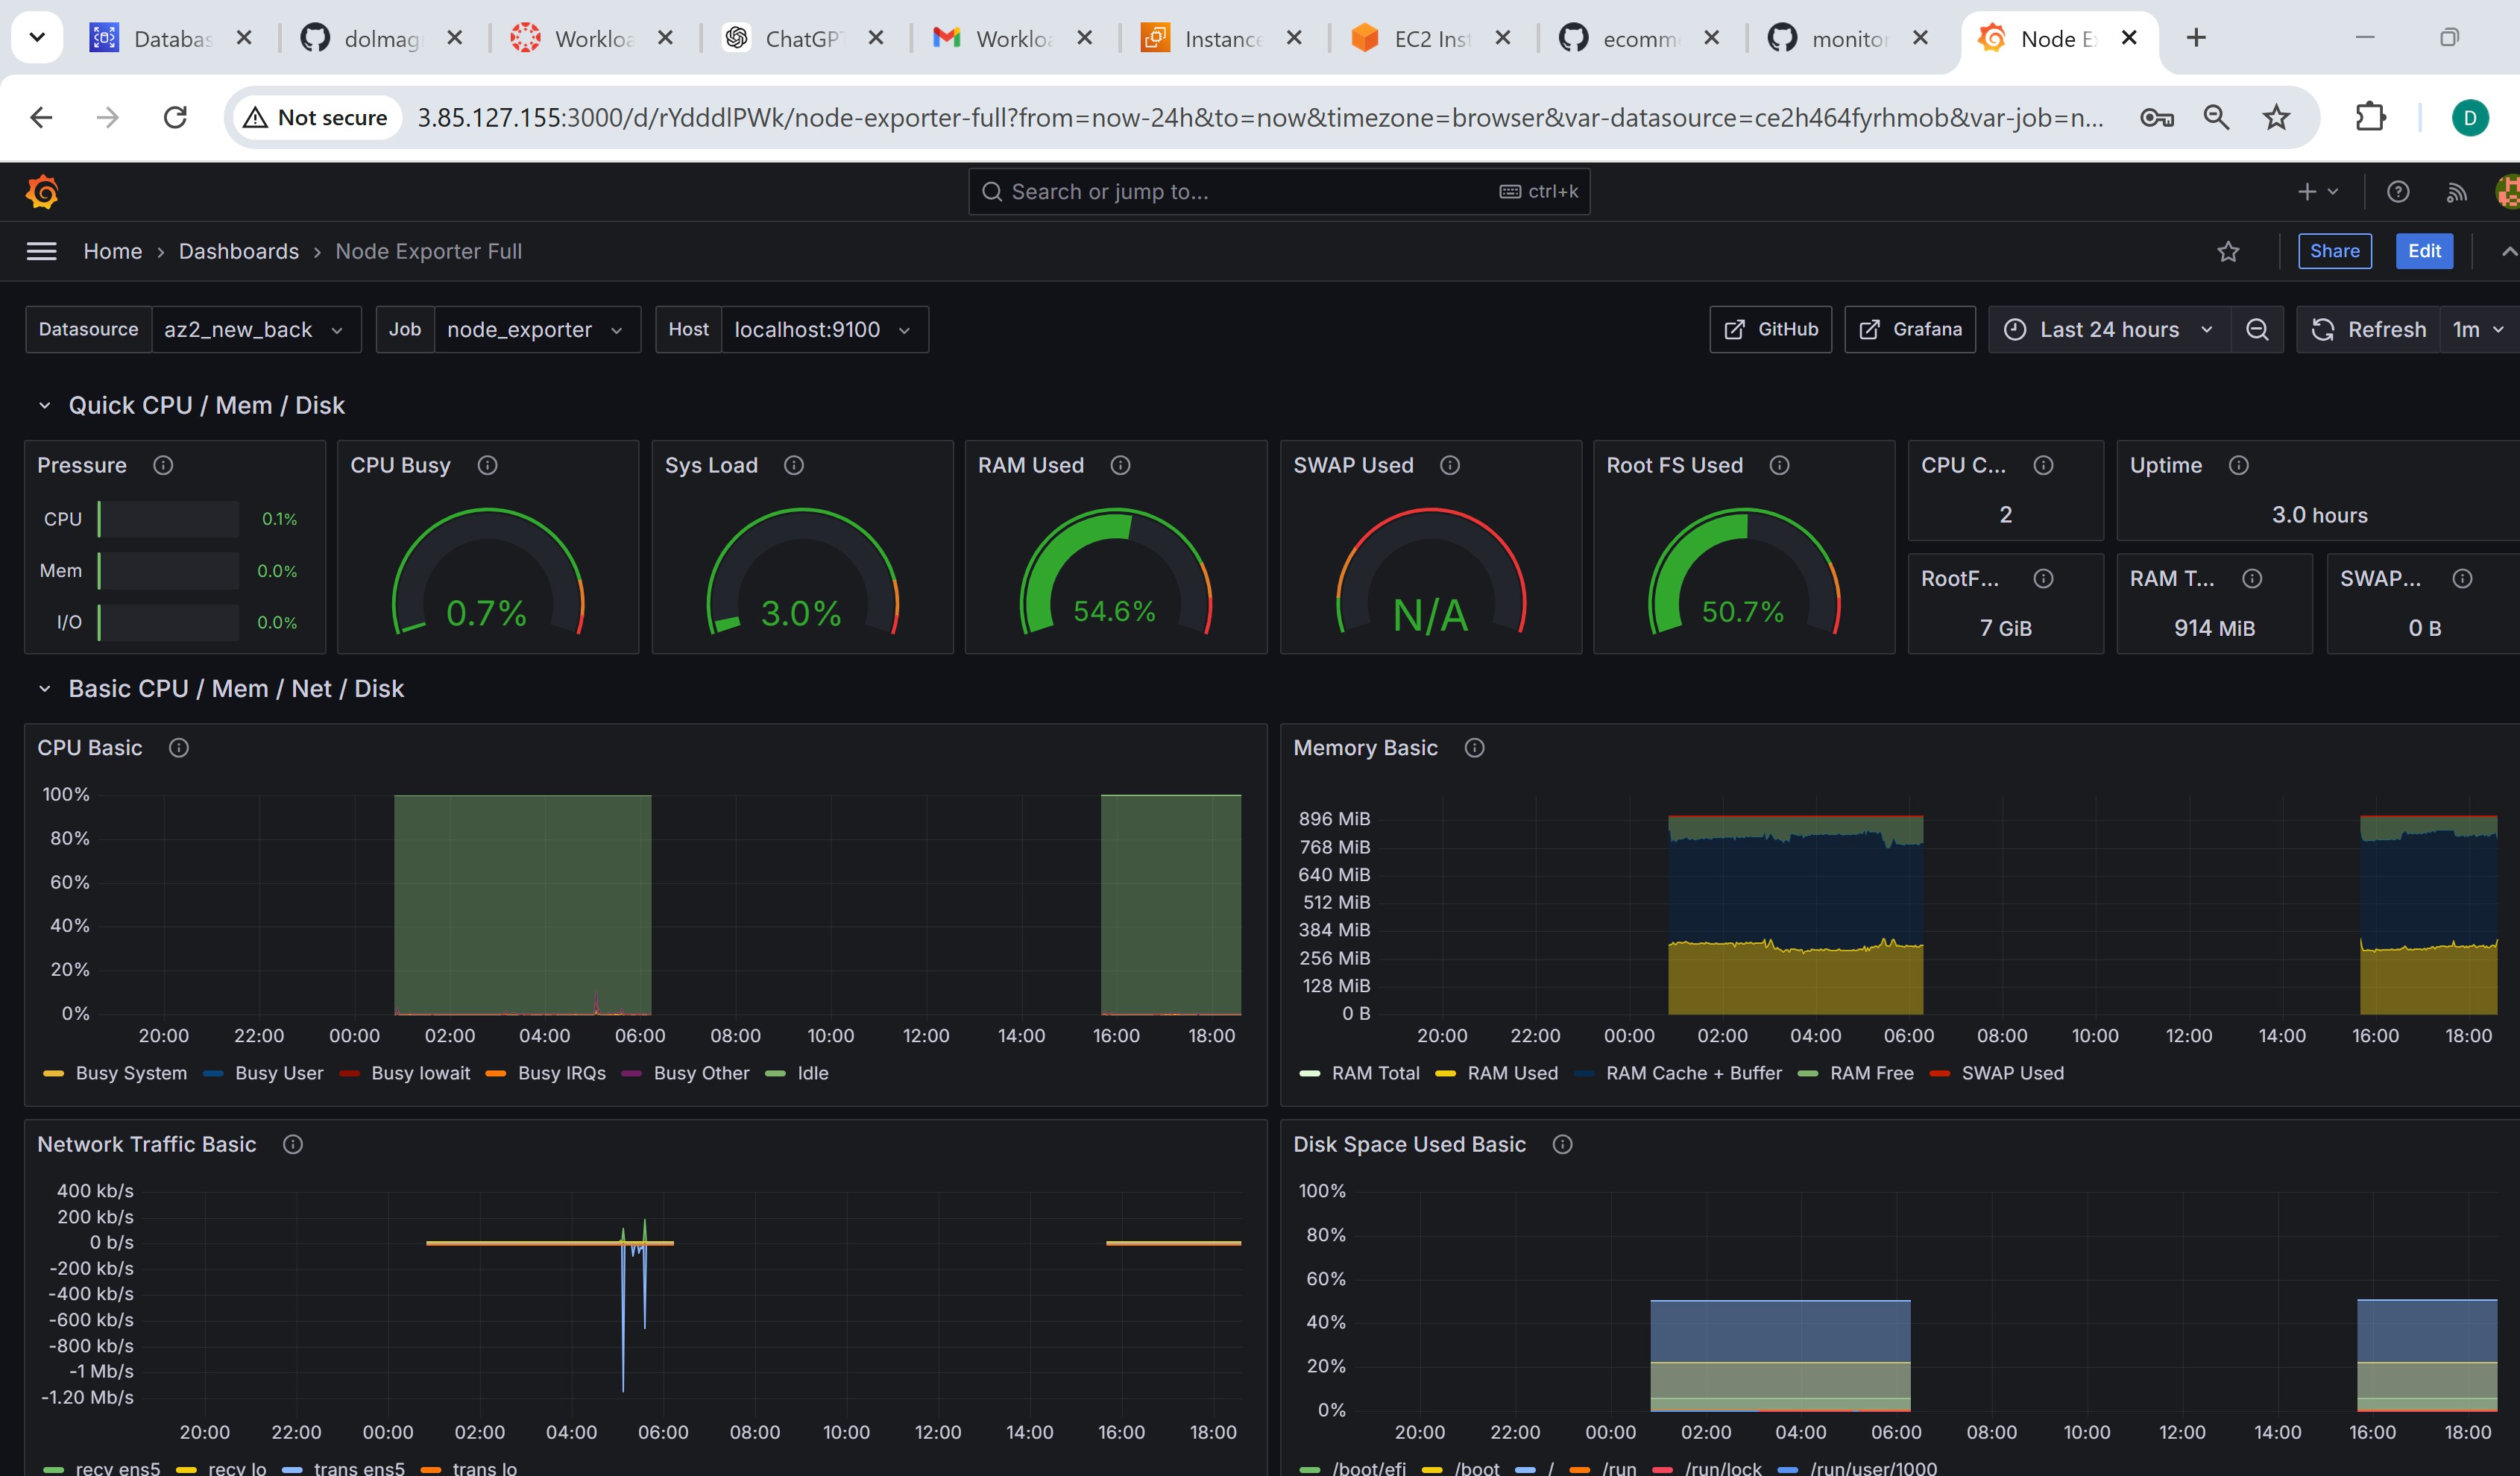 Databas
dolmag
Workloa
ChatGPT
Workloa
Instance
EC2 Inst
ecomm
monitor
Node Ex
Not secure
3.85.127.155:3000/d/rYdddlPWk/node-exporter-full?from=now-24h&to=now&timezone=browser&var-datasource=ce2h464fyrhmob&var-job=n...
D
Search or jump to...
ctrl+k
Home › Dashboards › Node Exporter Full
Share
Edit
Datasource az2_new_back
Job node_exporter
Host localhost:9100
GitHub
Grafana
Last 24 hours
Refresh 1m
Quick CPU / Mem / Disk
Pressure
CPU 0.1%
Mem 0.0%
I/O 0.0%
CPU Busy
0.7%
Sys Load
3.0%
RAM Used
54.6%
SWAP Used
N/A
Root FS Used
50.7%
CPU C...
2
Uptime
3.0 hours
RootF...
7 GiB
RAM T...
914 MiB
SWAP...
0 B
Basic CPU / Mem / Net / Disk
CPU Basic
100%
80%
60%
40%
20%
0%
20:00 22:00 00:00 02:00 04:00 06:00 08:00 10:00 12:00 14:00 16:00 18:00
Busy System Busy User Busy Iowait Busy IRQs Busy Other Idle
Memory Basic
896 MiB
768 MiB
640 MiB
512 MiB
384 MiB
256 MiB
128 MiB
0 B
20:00 22:00 00:00 02:00 04:00 06:00 08:00 10:00 12:00 14:00 16:00 18:00
RAM Total RAM Used RAM Cache + Buffer RAM Free SWAP Used
Network Traffic Basic
400 kb/s
200 kb/s
0 b/s
-200 kb/s
-400 kb/s
-600 kb/s
-800 kb/s
-1 Mb/s
-1.20 Mb/s
20:00 22:00 00:00 02:00 04:00 06:00 08:00 10:00 12:00 14:00 16:00 18:00
recv ens5 recv lo trans ens5 trans lo
Disk Space Used Basic
100%
80%
60%
40%
20%
0%
20:00 22:00 00:00 02:00 04:00 06:00 08:00 10:00 12:00 14:00 16:00 18:00
/boot/efi /boot / /run /run/lock /run/user/1000